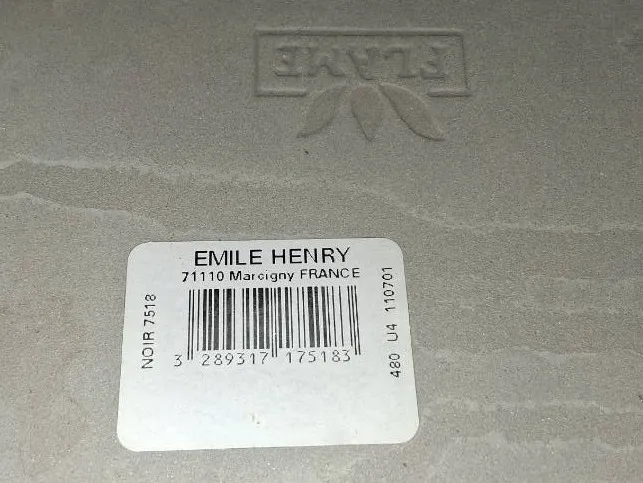 FLAME
EMILE HENRY
71110 Marcigny FRANCE
NOIR 7518
3 289317 175183
480 U4 110701